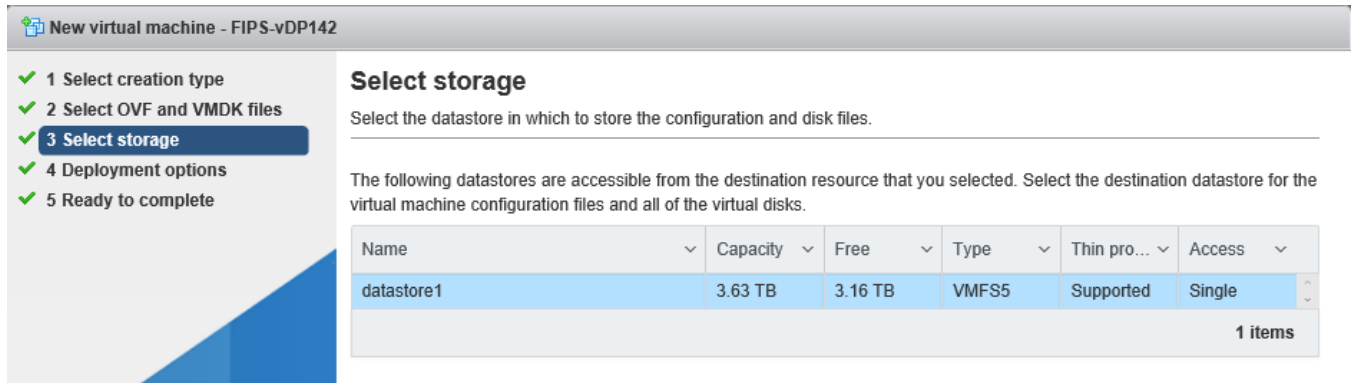 New virtual machine - FIPS-vDP142
1 Select creation type
2 Select OVF and VMDK files
3 Select storage
4 Deployment options
5 Ready to complete
Select storage
Select the datastore in which to store the configuration and disk files.
The following datastores are accessible from the destination resource that you selected. Select the destination datastore for the
virtual machine configuration files and all of the virtual disks.
Name Capacity Free Type Thin pro... Access
datastore1 3.63 TB 3.16 TB VMFS5 Supported Single
1 items